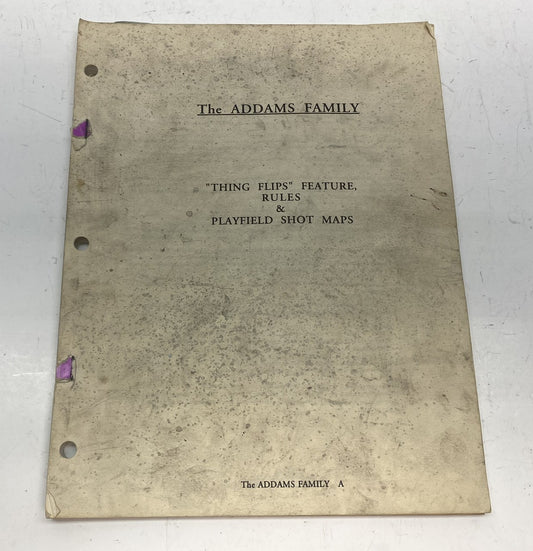 The ADDAMS FAMILY
"THING FLIPS" FEATURE,
RULES
&
PLAYFIELD SHOT MAPS
The ADDAMS FAMILY A